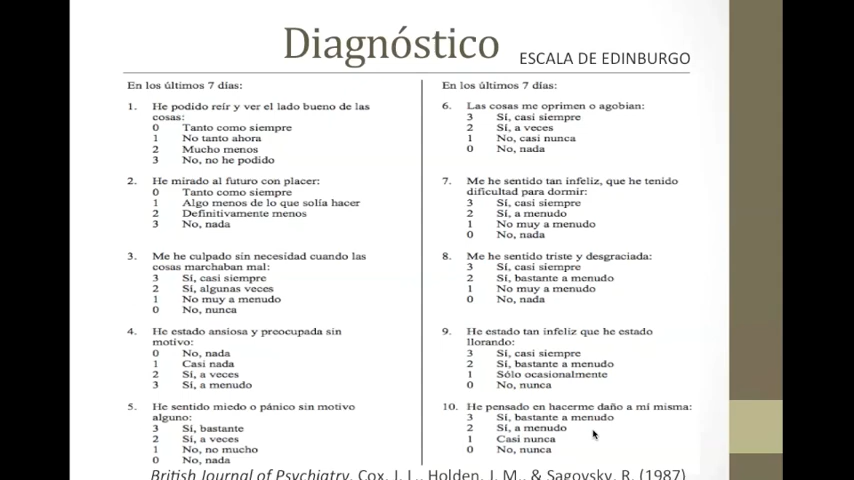 Diagnóstico
ESCALA DE EDINBURGO
En los últimos 7 días:
1. He podido reír y ver el lado bueno de las
cosas:
0 Tanto como siempre
1 No tanto ahora
2 Mucho menos
3 No, no he podido
2. He mirado al futuro con placer:
0 Tanto como siempre
1 Algo menos de lo que solía hacer
2 Definitivamente menos
3 No, nada
3. Me he culpado sin necesidad cuando las
cosas marchaban mal:
3 Sí, casi siempre
2 Sí, algunas veces
1 No muy a menudo
0 No, nunca
4. He estado ansiosa y preocupada sin
motivo:
0 No, nada
1 Casi nada
2 Sí, a veces
3 Sí, a menudo
5. He sentido miedo o pánico sin motivo
alguno:
3 Sí, bastante
2 Sí, a veces
1 No, no mucho
0 No, nada
En los últimos 7 días:
6. Las cosas me oprimen o agobian:
3 Sí, casi siempre
2 Sí, a veces
1 No, casi nunca
0 No, nada
7. Me he sentido tan infeliz, que he tenido
dificultad para dormir:
3 Sí, casi siempre
2 Sí, a menudo
1 No muy a menudo
0 No, nada
8. Me he sentido triste y desgraciada:
3 Sí, casi siempre
2 Sí, bastante a menudo
1 No muy a menudo
0 No, nada
9. He estado tan infeliz que he estado
llorando:
3 Sí, casi siempre
2 Sí, bastante a menudo
1 Sólo ocasionalmente
0 No, nunca
10. He pensado en hacerme daño a mí misma:
3 Sí, bastante a menudo
2 Sí, a menudo
1 Casi nunca
0 No, nunca
British Journal of Psychiatry, Cox, J. L., Holden, J. M., & Sagovsky, R. (1987)